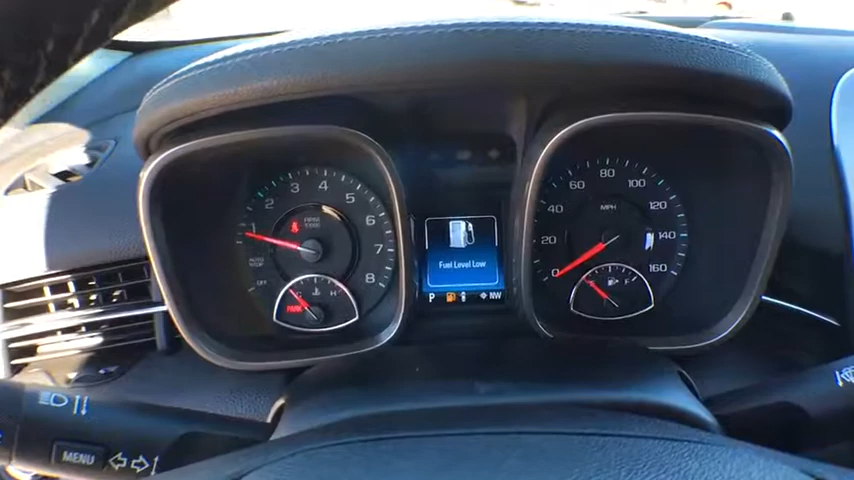 1 2 3 4 5 6 7 8
RPM
x1000
AUTO
STOP
OFF
C H
PARK
Fuel Level Low
P NW
0 20 40 60 80 100 120 140 160
MPH
E F
MENU